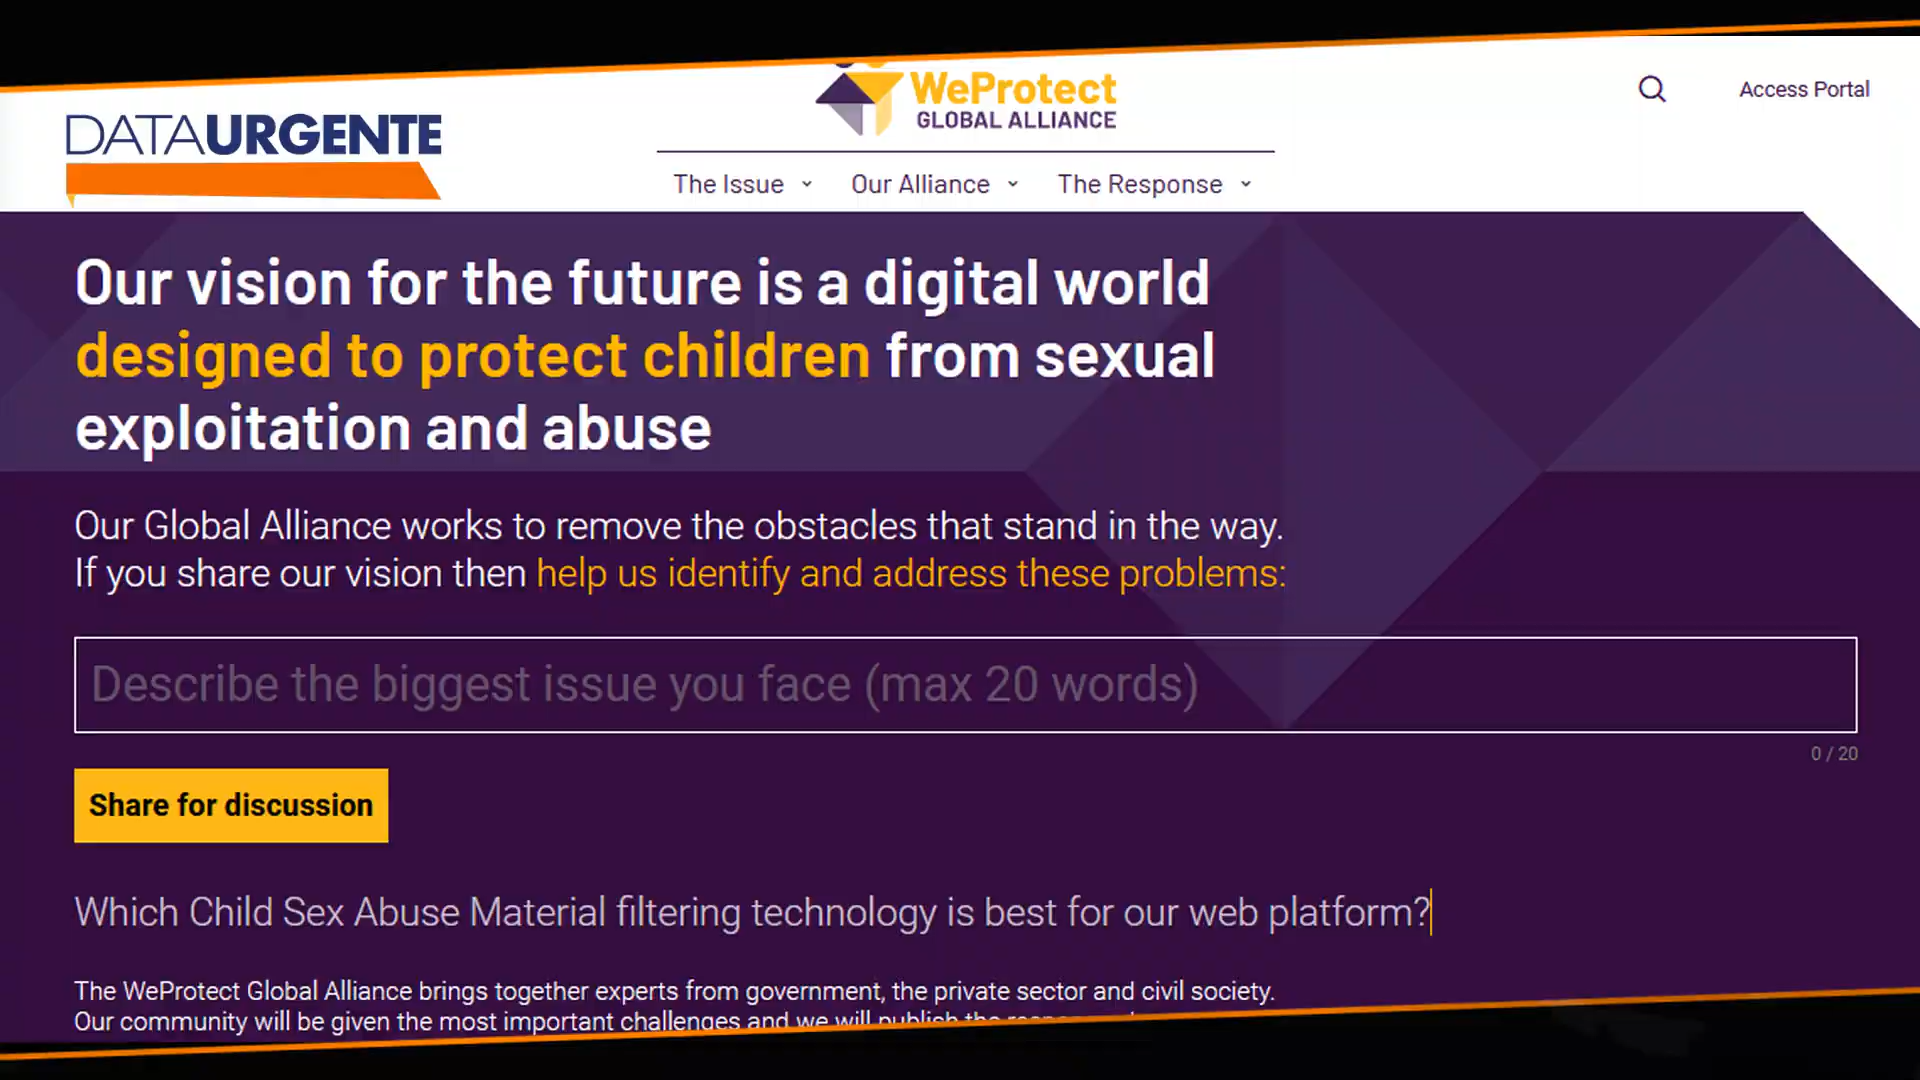 DATAURGENTE
WeProtect
GLOBAL ALLIANCE
Access Portal
The Issue
Our Alliance
The Response
Our vision for the future is a digital world
designed to protect children from sexual
exploitation and abuse
Our Global Alliance works to remove the obstacles that stand in the way.
If you share our vision then help us identify and address these problems:
Describe the biggest issue you face (max 20 words)
0 / 20
Share for discussion
Which Child Sex Abuse Material filtering technology is best for our web platform?
The WeProtect Global Alliance brings together experts from government, the private sector and civil society.
Our community will be given the most important challenges and we will publish the